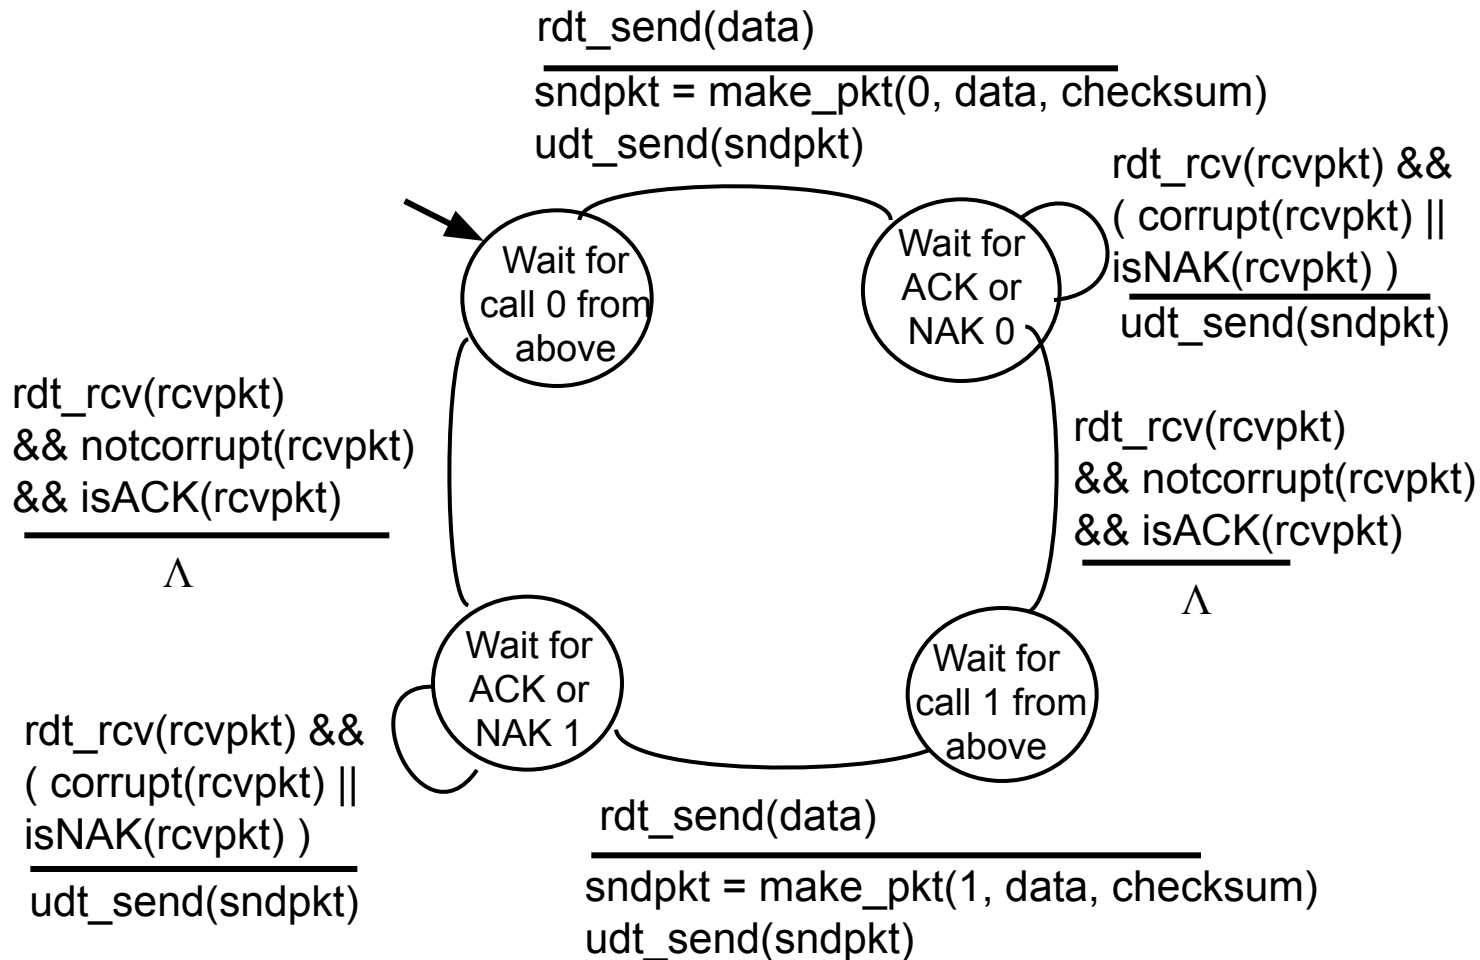 rdt_send(data)
sndpkt = make_pkt(0, data, checksum)
udt_send(sndpkt)
rdt_rcv(rcvpkt) &&
( corrupt(rcvpkt) ||
isNAK(rcvpkt) )
udt_send(sndpkt)
Wait for
call 0 from
above
Wait for
ACK or
NAK 0
rdt_rcv(rcvpkt)
&& notcorrupt(rcvpkt)
&& isACK(rcvpkt)
Λ
rdt_rcv(rcvpkt)
&& notcorrupt(rcvpkt)
&& isACK(rcvpkt)
Λ
Wait for
ACK or
NAK 1
Wait for
call 1 from
above
rdt_rcv(rcvpkt) &&
( corrupt(rcvpkt) ||
isNAK(rcvpkt) )
udt_send(sndpkt)
rdt_send(data)
sndpkt = make_pkt(1, data, checksum)
udt_send(sndpkt)